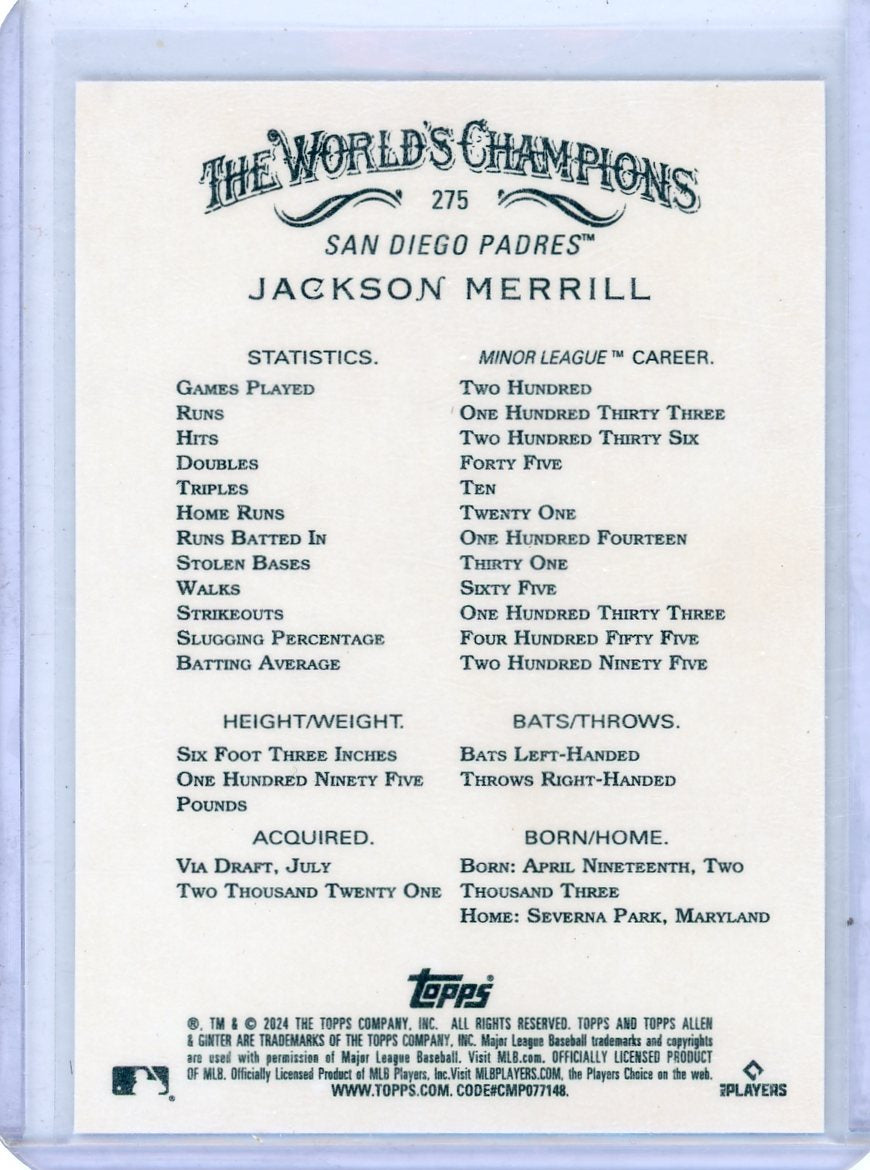 THE WORLD'S CHAMPIONS
275
SAN DIEGO PADRES™
JACKSON MERRILL
STATISTICS. MINOR LEAGUE™ CAREER.
GAMES PLAYED TWO HUNDRED
RUNS ONE HUNDRED THIRTY THREE
HITS TWO HUNDRED THIRTY SIX
DOUBLES FORTY FIVE
TRIPLES TEN
HOME RUNS TWENTY ONE
RUNS BATTED IN ONE HUNDRED FOURTEEN
STOLEN BASES THIRTY ONE
WALKS SIXTY FIVE
STRIKEOUTS ONE HUNDRED THIRTY THREE
SLUGGING PERCENTAGE FOUR HUNDRED FIFTY FIVE
BATTING AVERAGE TWO HUNDRED NINETY FIVE
HEIGHT/WEIGHT.
SIX FOOT THREE INCHES
ONE HUNDRED NINETY FIVE
POUNDS
BATS/THROWS.
BATS LEFT-HANDED
THROWS RIGHT-HANDED
ACQUIRED.
VIA DRAFT, JULY
TWO THOUSAND TWENTY ONE
BORN/HOME.
BORN: APRIL NINETEENTH, TWO
THOUSAND THREE
HOME: SEVERNA PARK, MARYLAND
Topps®
®, TM & © 2024 THE TOPPS COMPANY, INC. ALL RIGHTS RESERVED. TOPPS AND TOPPS ALLEN
& GINTER ARE TRADEMARKS OF THE TOPPS COMPANY, INC. Major League Baseball trademarks and copyrights
are used with permission of Major League Baseball. Visit MLB.com. OFFICIALLY LICENSED PRODUCT
OF MLB. Officially Licensed Product of MLB Players, Inc.Visit MLBPLAYERS.COM, the Players Choice on the web.
WWW.TOPPS.COM. CODE#CMP077148.
MLB PLAYERS